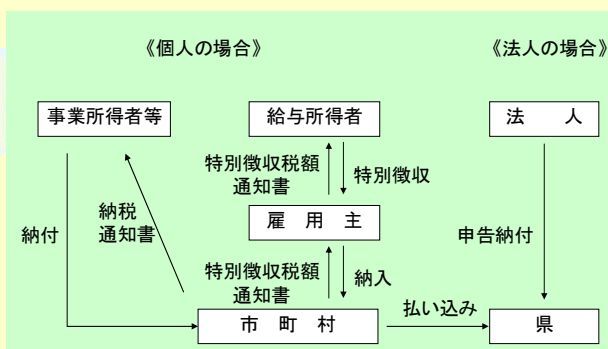 《個人の場合》
《法人の場合》
事業所得者等
給与所得者
法 人
特別徴収税額
通知書
特別徴収
納税
通知書
納付
雇 用 主
申告納付
特別徴収税額
通知書
納入
払い込み
市 町 村
県